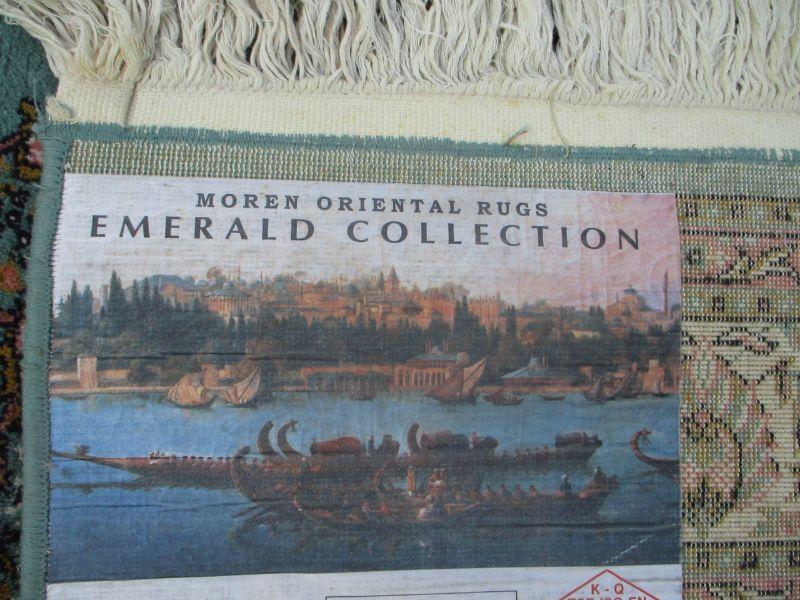 MOREN ORIENTAL RUGS
EMERALD COLLECTION
K - Q